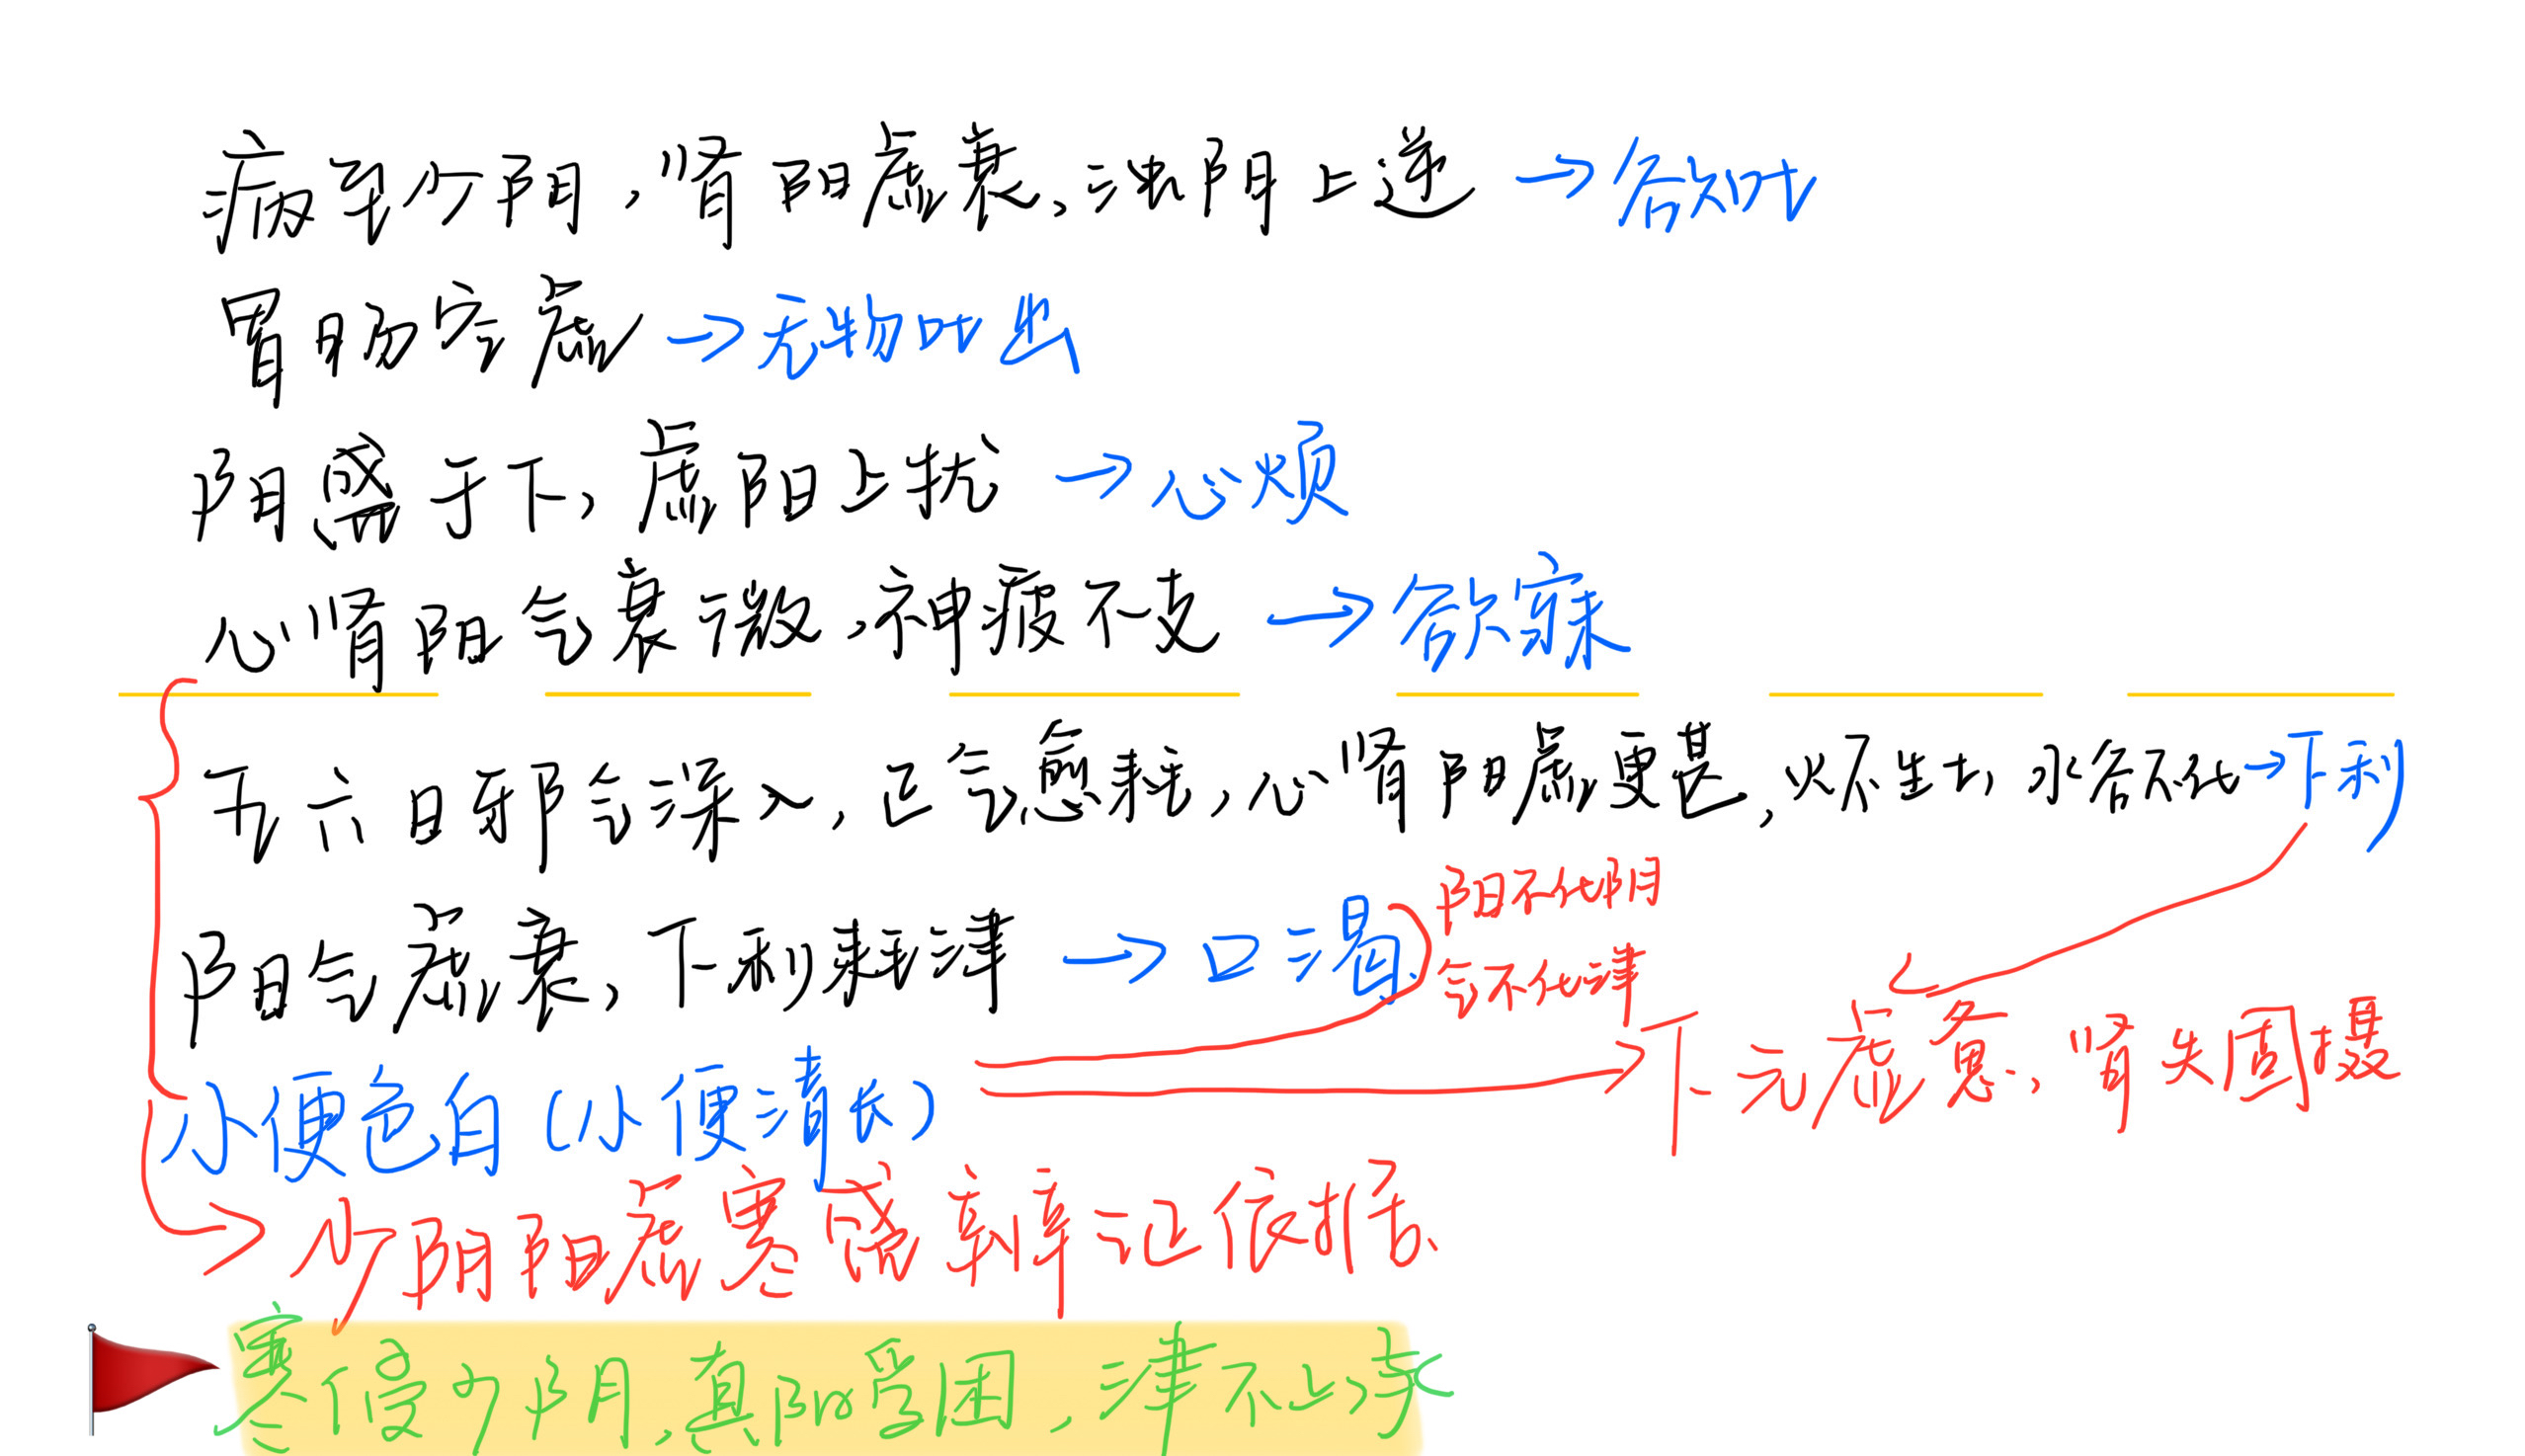 病至少阴，肾阳虚衰，浊阴上逆 → 欲吐
胃肠空虚 → 无物吐出
阴盛于下，虚阳上扰 → 心烦
心肾阳气衰微，神疲不支 → 欲寐
五六日邪气深入，正气愈耗，心肾阳虚更甚，火不生土，水谷不化 → 下利
阳不化阴
气不化津
阳气虚衰，下利耗津 → 口渴
下元虚惫，肾失固摄
小便色白（小便清长）
→ 少阴阳虚寒盛辨证依据、
寒侵少阴，真阳受困，津不上承